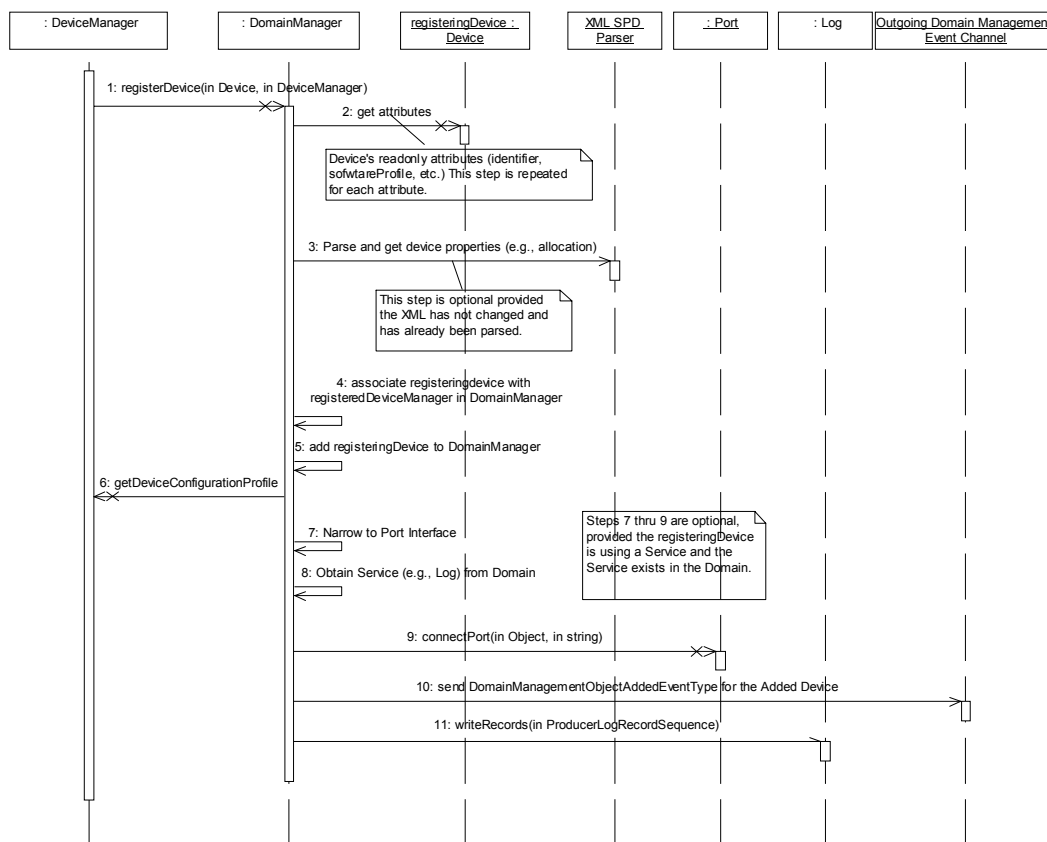 : DeviceManager
: DomainManager
registeringDevice :
Device
XML SPD
Parser
: Port
: Log
Outgoing Domain Management
Event Channel
1: registerDevice(in Device, in DeviceManager)
2: get attributes
Device's readonly attributes (identifier,
sofwtareProfile, etc.) This step is repeated
for each attribute.
3: Parse and get device properties (e.g., allocation)
This step is optional provided
the XML has not changed and
has already been parsed.
4: associate registeringdevice with
registeredDeviceManager in DomainManager
5: add registeringDevice to DomainManager
6: getDeviceConfigurationProfile
Steps 7 thru 9 are optional,
provided the registeringDevice
is using a Service and the
Service exists in the Domain.
7: Narrow to Port Interface
8: Obtain Service (e.g., Log) from Domain
9: connectPort(in Object, in string)
10: send DomainManagementObjectAddedEventType for the Added Device
11: writeRecords(in ProducerLogRecordSequence)